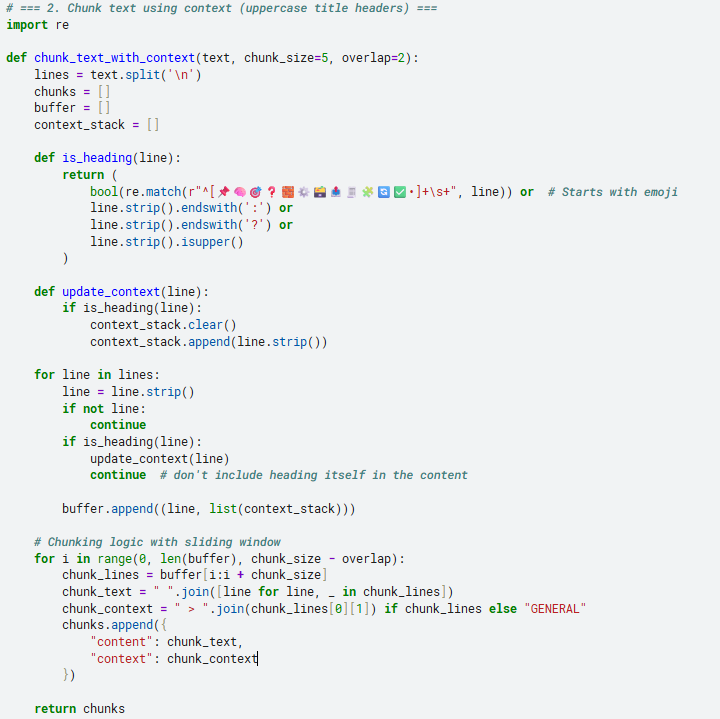 # === 2. Chunk text using context (uppercase title headers) ===
import re

def chunk_text_with_context(text, chunk_size=5, overlap=2):
    lines = text.split('\n')
    chunks = []
    buffer = []
    context_stack = []

    def is_heading(line):
        return (
            bool(re.match(r"^[📌🧠🎯❓🧱⚙️🗃️📥🧾🧩🔄✅•]+\s+", line)) or  # Starts with emoji
            line.strip().endswith(':') or
            line.strip().endswith('?') or
            line.strip().isupper()
        )

    def update_context(line):
        if is_heading(line):
            context_stack.clear()
            context_stack.append(line.strip())

    for line in lines:
        line = line.strip()
        if not line:
            continue
        if is_heading(line):
            update_context(line)
            continue  # don't include heading itself in the content

        buffer.append((line, list(context_stack)))

    # Chunking logic with sliding window
    for i in range(0, len(buffer), chunk_size - overlap):
        chunk_lines = buffer[i:i + chunk_size]
        chunk_text = " ".join([line for line, _ in chunk_lines])
        chunk_context = " > ".join(chunk_lines[0][1]) if chunk_lines else "GENERAL"
        chunks.append({
            "content": chunk_text,
            "context": chunk_context
        })

    return chunks